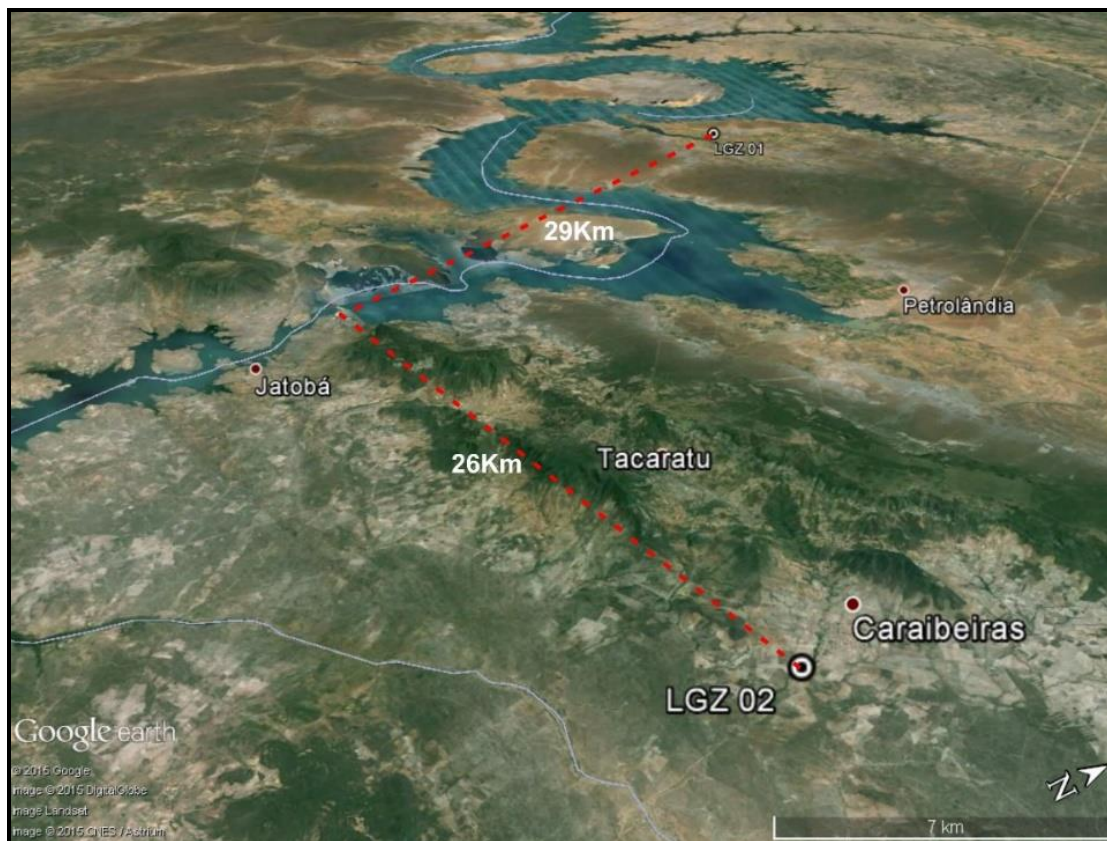 LGZ 01
29Km
Petrolândia
Jatobá
Tacaratu
26Km
Caraibeiras
LGZ 02
Google earth
© 2015 Google
Image © 2015 DigitalGlobe
Image Landsat
Image © 2015 CNES / Astrium
N
7 km